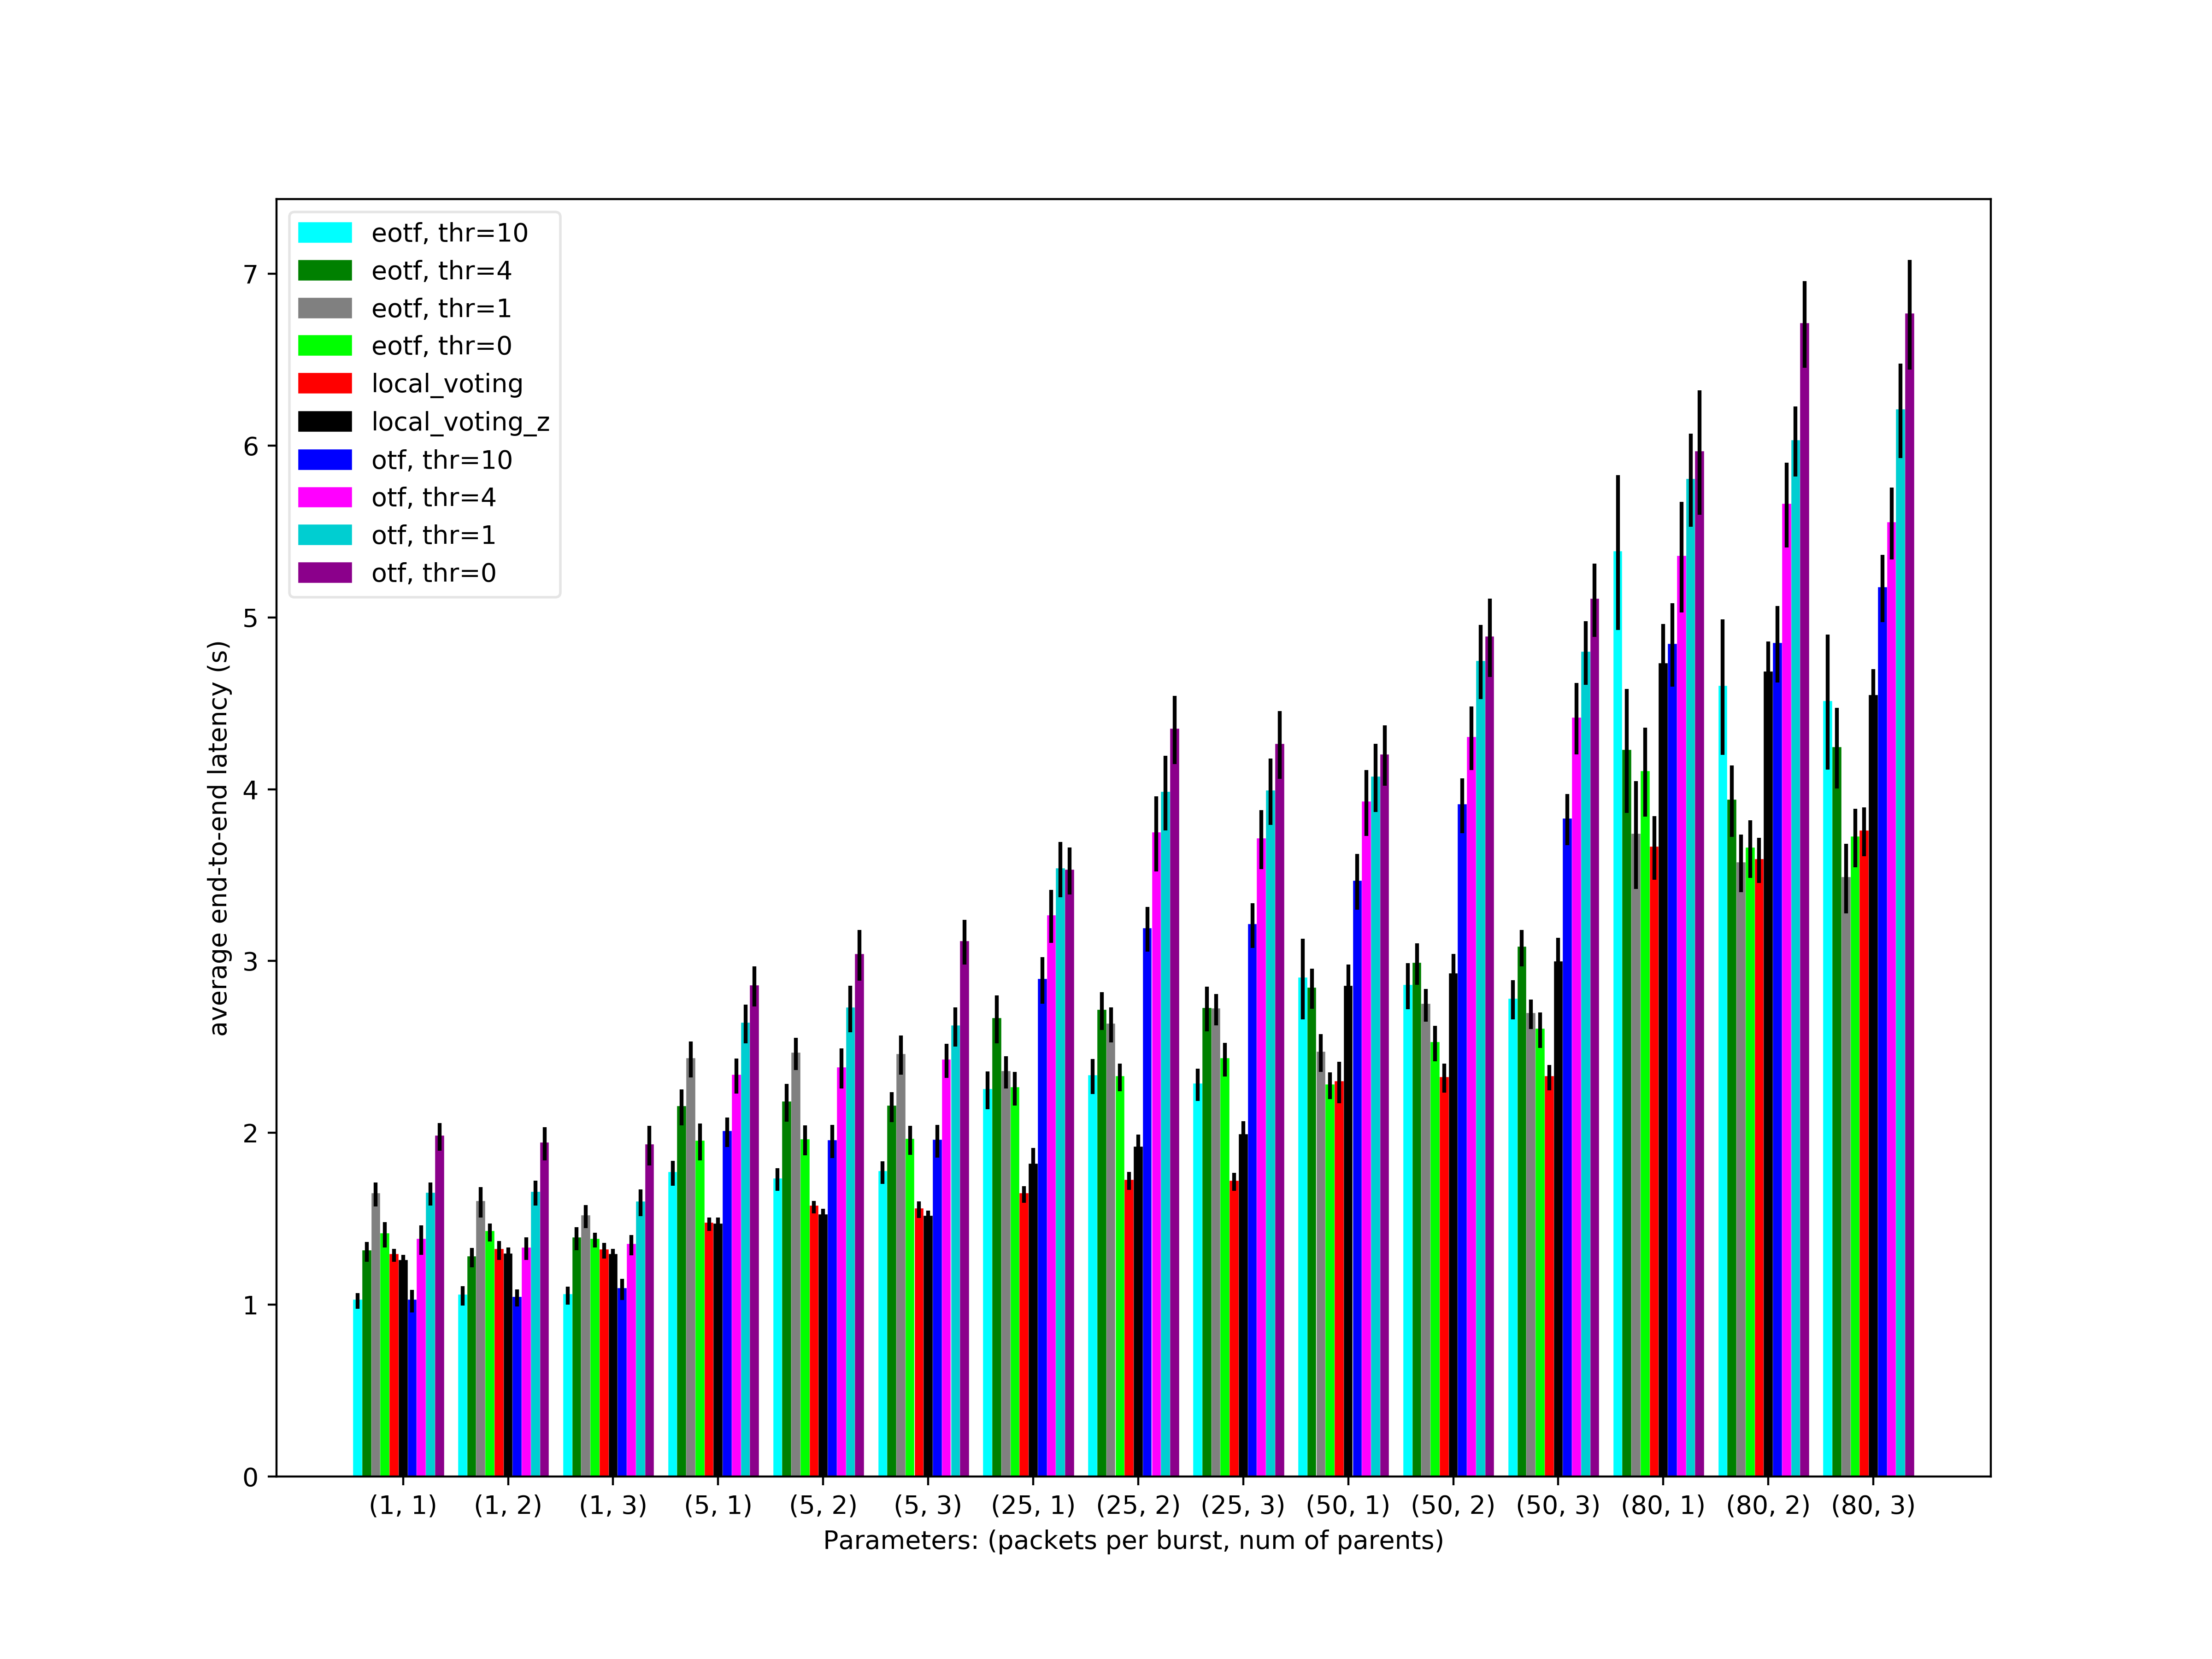 eotf, thr=10
eotf, thr=4
eotf, thr=1
eotf, thr=0
local_voting
local_voting_z
otf, thr=10
otf, thr=4
otf, thr=1
otf, thr=0
average end-to-end latency (s)
7
6
5
4
3
2
1
0
(1, 1) (1, 2) (1, 3) (5, 1) (5, 2) (5, 3) (25, 1) (25, 2) (25, 3) (50, 1) (50, 2) (50, 3) (80, 1) (80, 2) (80, 3)
Parameters: (packets per burst, num of parents)